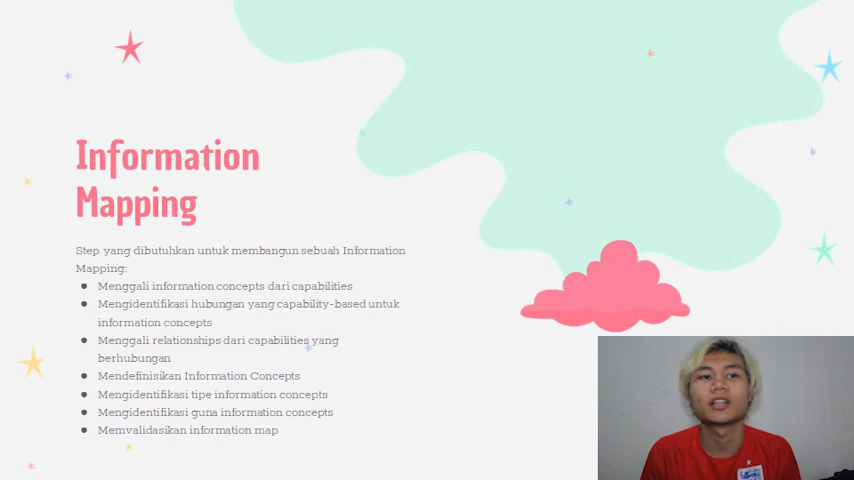 Information
Mapping
Step yang dibutuhkan untuk membangun sebuah Information
Mapping:
● Menggali information concepts dari capabilities
● Mengidentifikasi hubungan yang capability-based untuk
information concepts
● Menggali relationships dari capabilities yang
berhubungan
● Mendefinisikan Information Concepts
● Mengidentifikasi tipe information concepts
● Mengidentifikasi guna information concepts
● Memvalidasikan information map